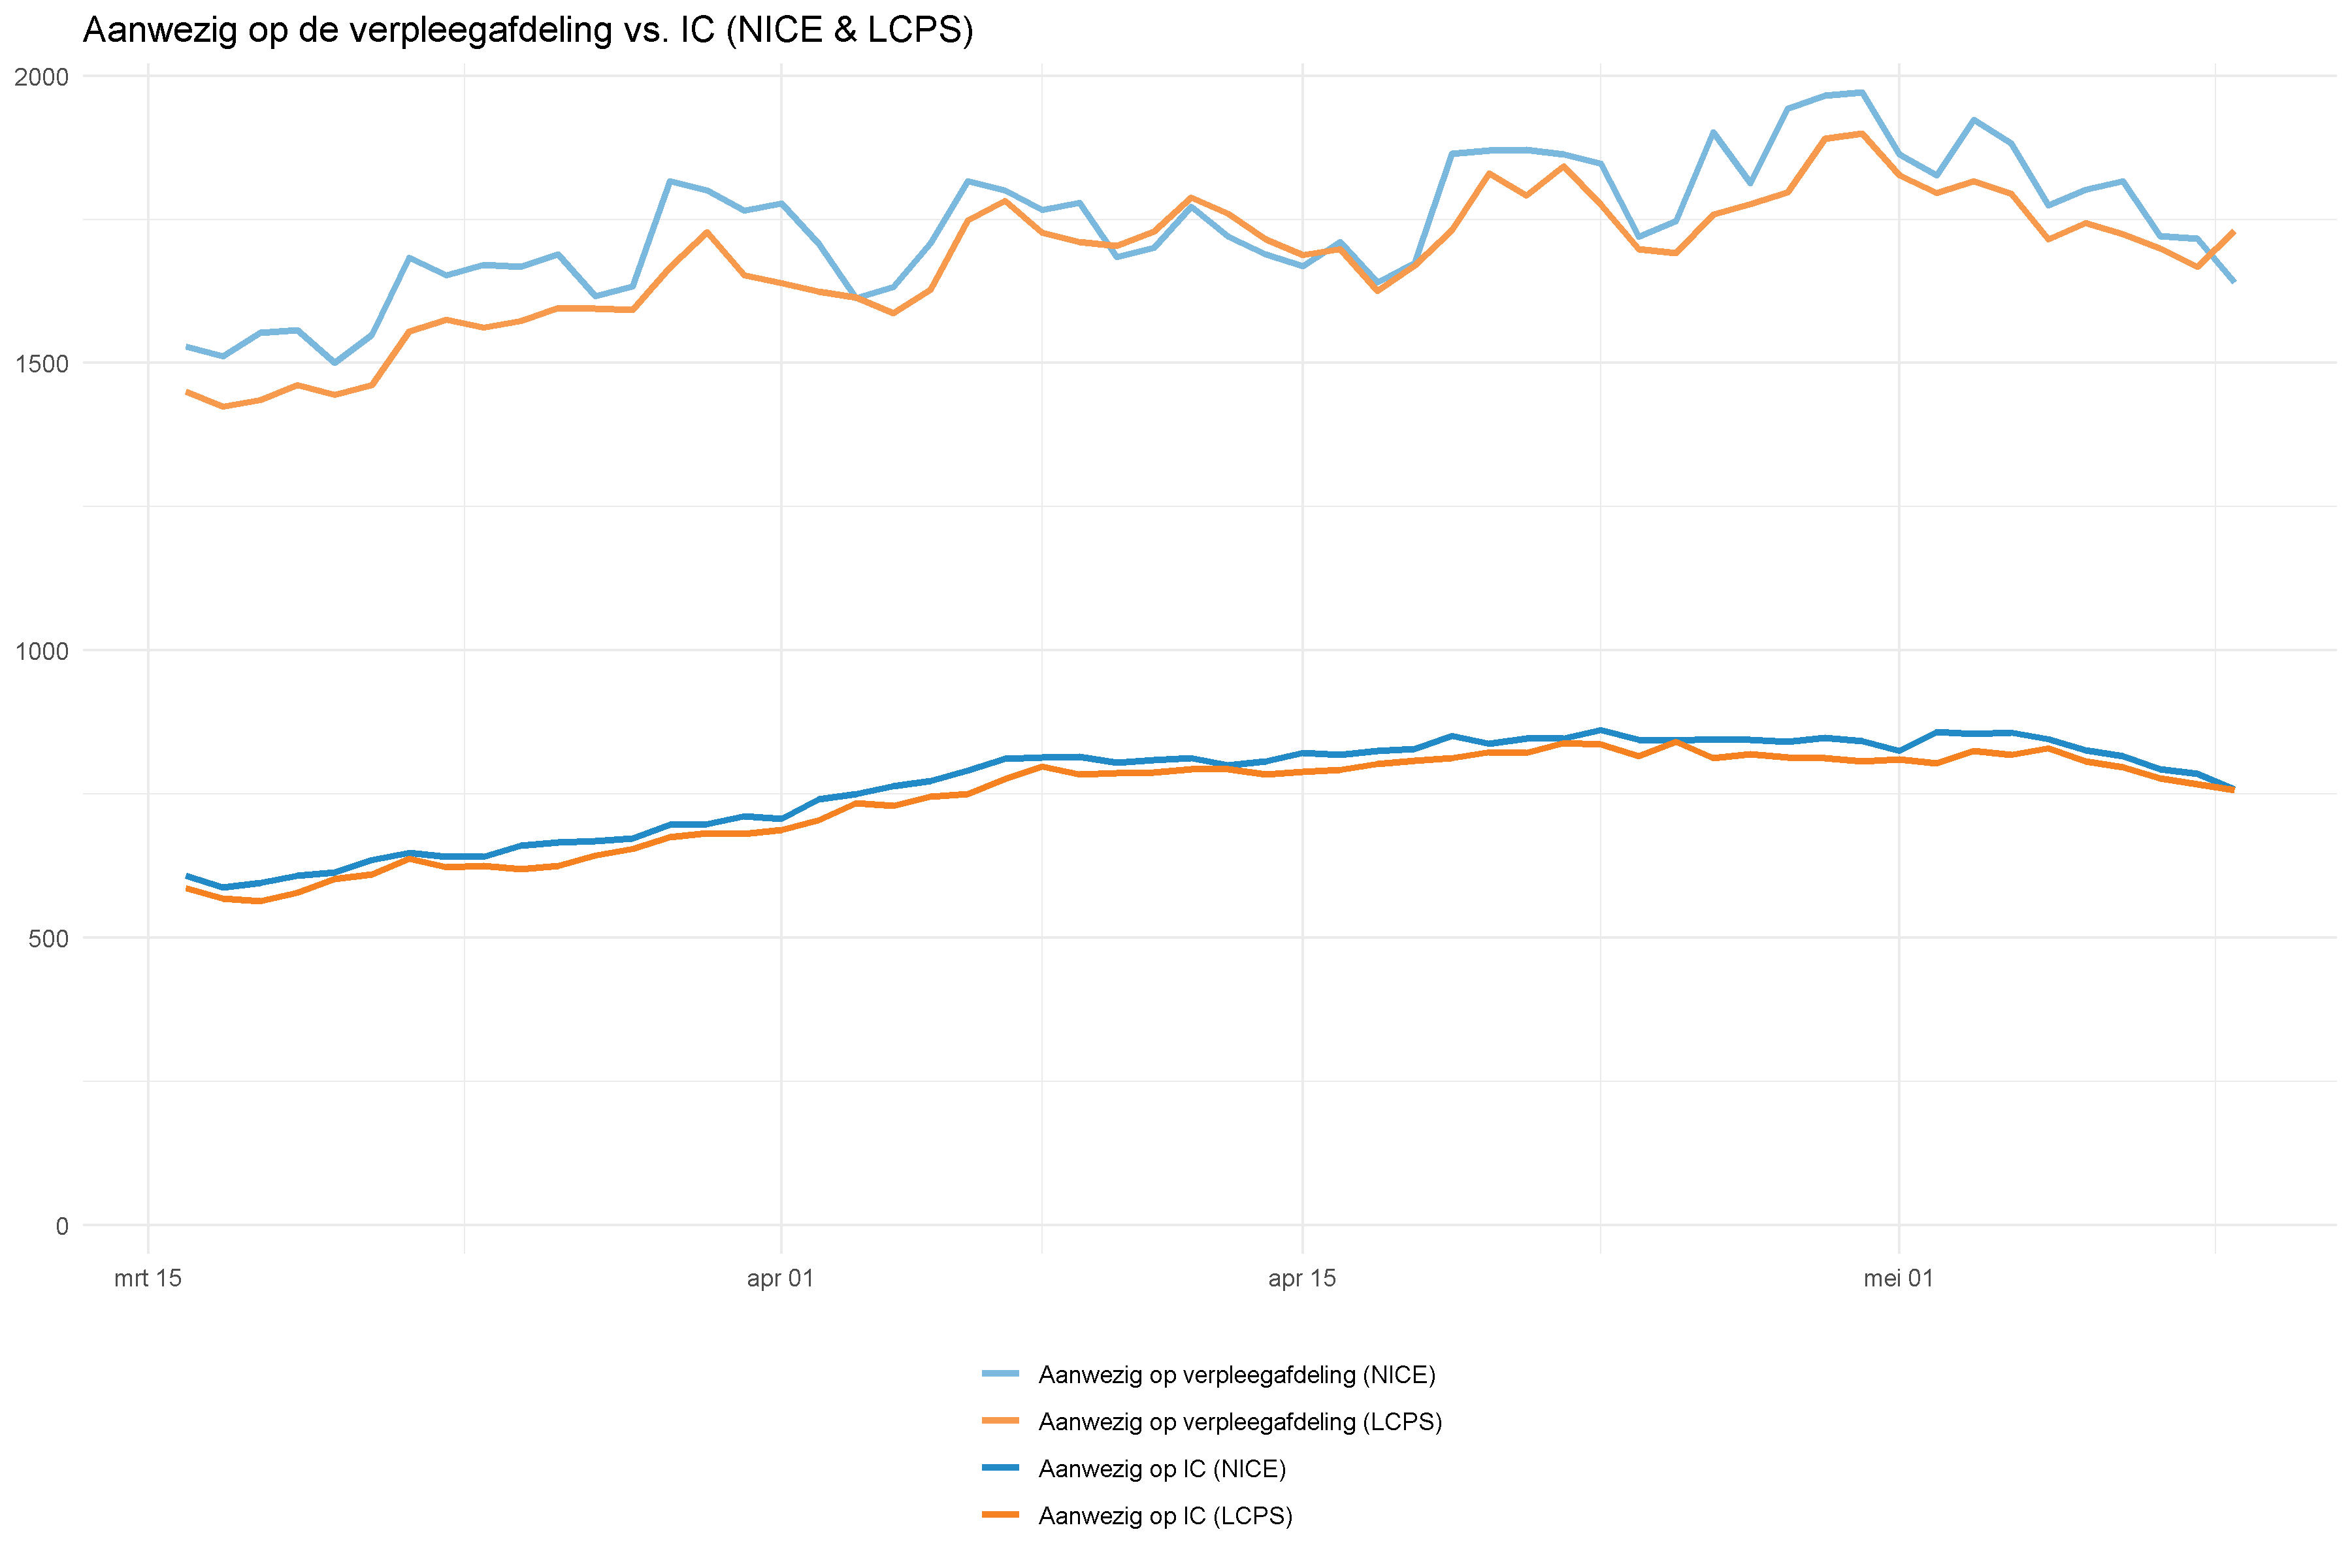 Aanwezig op de verpleegafdeling vs. IC (NICE & LCPS)
2000
1500
1000
500
0
mrt 15 apr 01 apr 15 mei 01
Aanwezig op verpleegafdeling (NICE)
Aanwezig op verpleegafdeling (LCPS)
Aanwezig op IC (NICE)
Aanwezig op IC (LCPS)